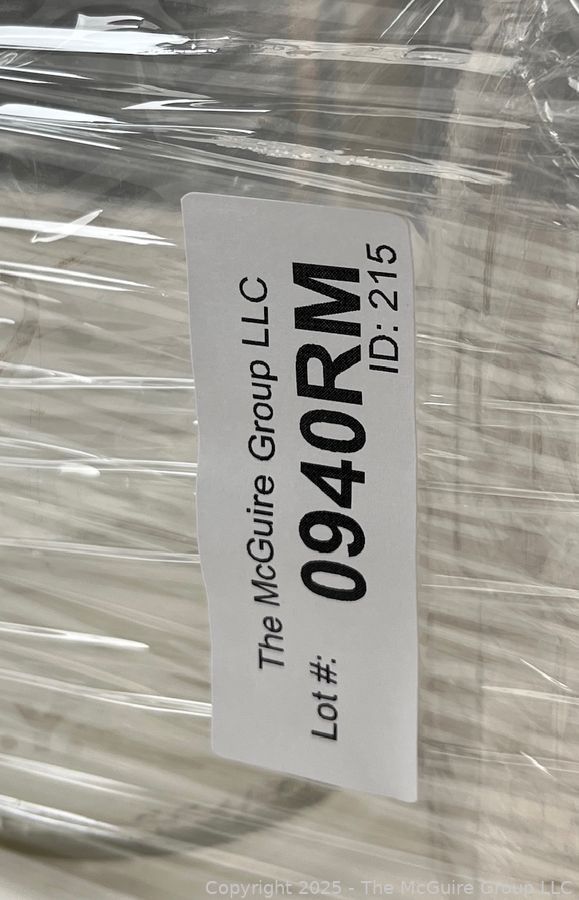 The McGuire Group LLC
Lot #: 0940RM
ID: 215
Copyright 2025 - The McGuire Group LLC